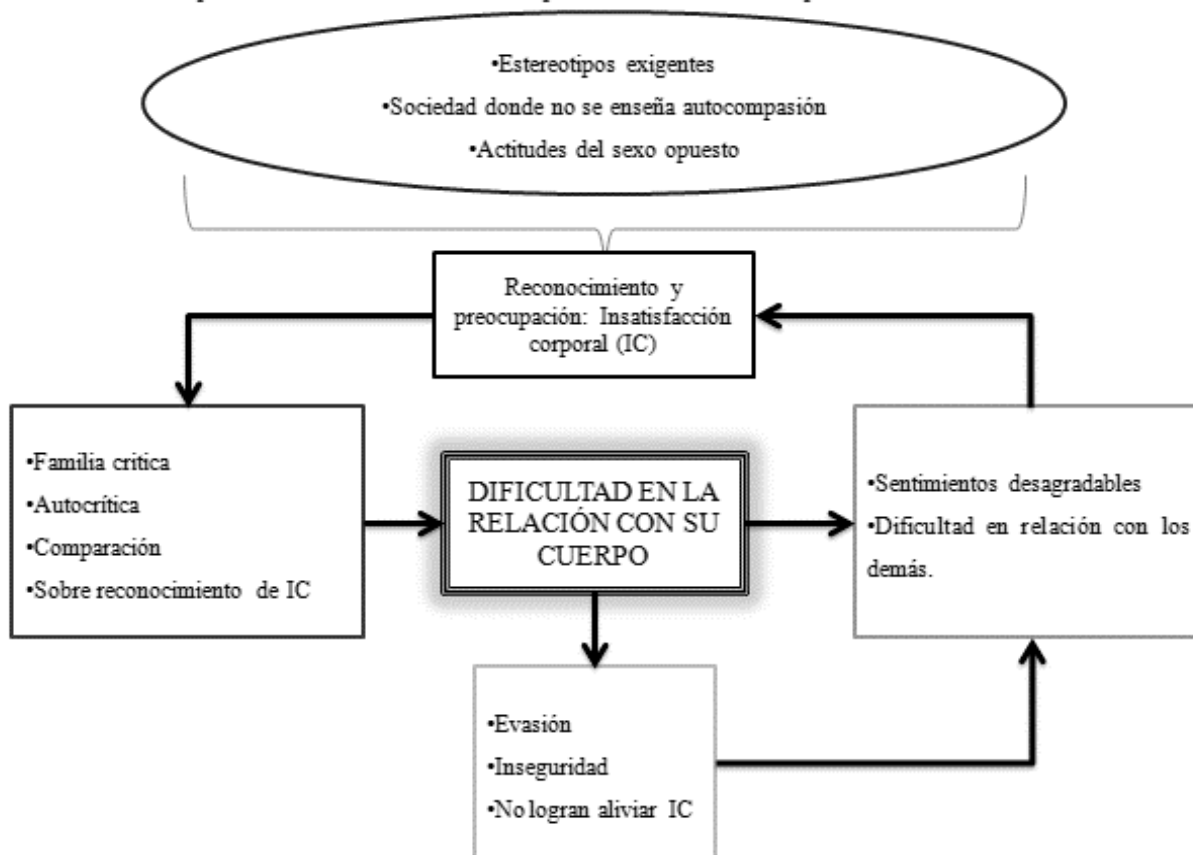 •Estereotipos exigentes
•Sociedad donde no se enseña autocompasión
•Actitudes del sexo opuesto
Reconocimiento y
preocupación: Insatisfacción
corporal (IC)
•Familia critica
•Autocrítica
•Comparación
•Sobre reconocimiento de IC
DIFICULTAD EN LA
RELACIÓN CON SU
CUERPO
•Sentimientos desagradables
•Dificultad en relación con los
demás.
•Evasión
•Inseguridad
•No logran aliviar IC